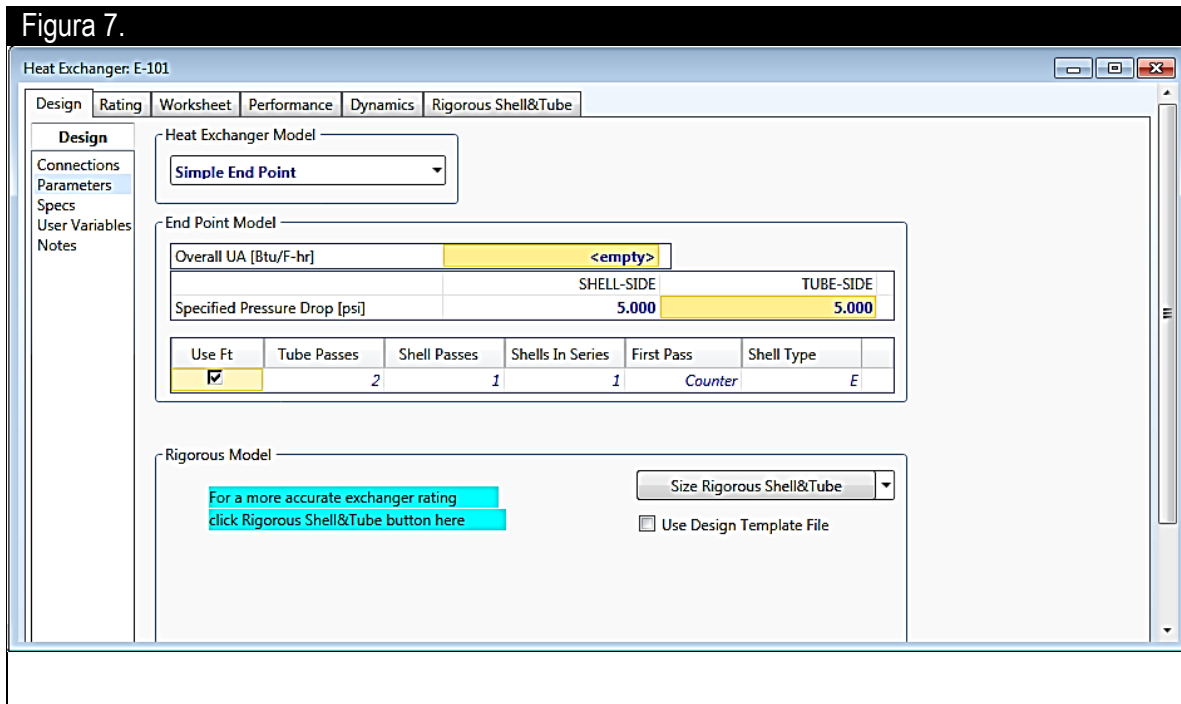 Figura 7.
Heat Exchanger: E-101
Design Rating Worksheet Performance Dynamics Rigorous Shell&Tube
Design
Connections
Parameters
Specs
User Variables
Notes
Heat Exchanger Model
Simple End Point
End Point Model
Overall UA [Btu/F-hr] <empty>
SHELL-SIDE TUBE-SIDE
Specified Pressure Drop [psi] 5.000 5.000
Use Ft Tube Passes Shell Passes Shells In Series First Pass Shell Type
2 1 1 Counter E
Rigorous Model
For a more accurate exchanger rating
click Rigorous Shell&Tube button here
Size Rigorous Shell&Tube
Use Design Template File